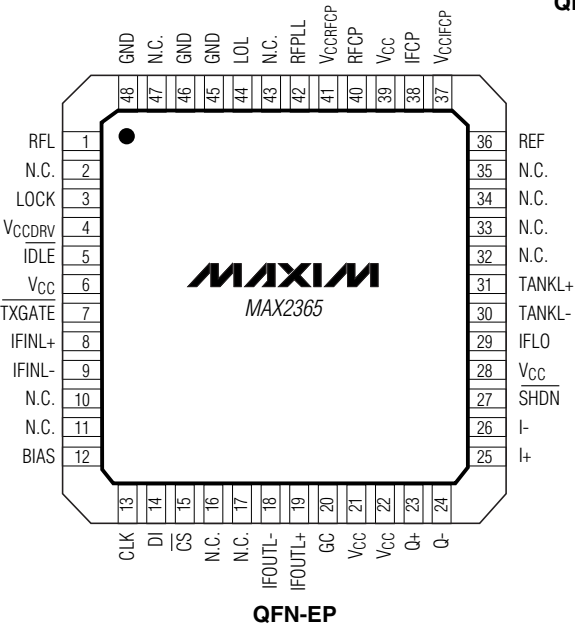 QF
GND
N.C.
GND
GND
LOL
N.C.
RFPLL
VCCRFCP
RFCP
VCC
IFCP
VCCIFCP
48 47 46 45 44 43 42 41 40 39 38 37
RFL 1
N.C. 2
LOCK 3
VCCDRV 4
IDLE 5
VCC 6
TXGATE 7
IFINL+ 8
IFINL- 9
N.C. 10
N.C. 11
BIAS 12
MAXIM
MAX2365
36 REF
35 N.C.
34 N.C.
33 N.C.
32 N.C.
31 TANKL+
30 TANKL-
29 IFLO
28 VCC
27 SHDN
26 I-
25 I+
13 14 15 16 17 18 19 20 21 22 23 24
CLK
DI
CS
N.C.
N.C.
IFOUTL-
IFOUTL+
GC
VCC
VCC
Q+
Q-
QFN-EP